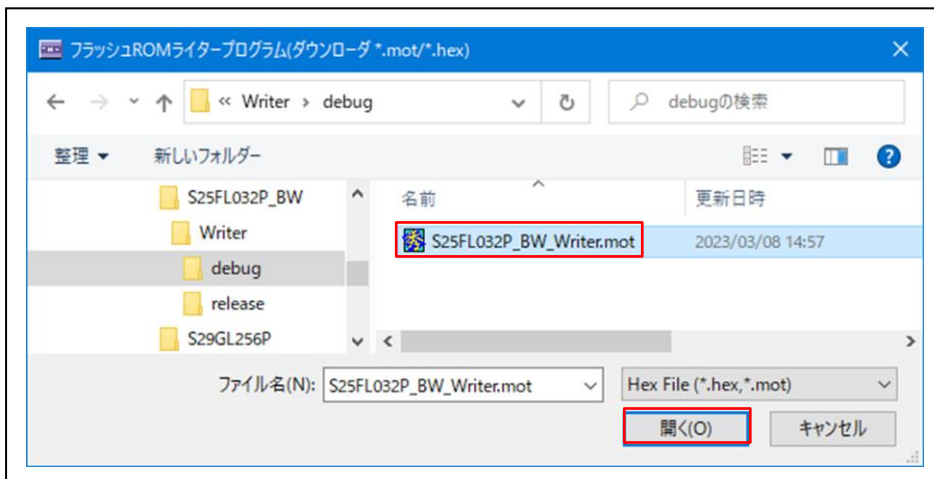 フラッシュROMライタープログラム(ダウンローダ *.mot/*.hex)
« Writer › debug
debugの検索
整理 新しいフォルダー
名前 更新日時
S25FL032P_BW
Writer
debug
release
S29GL256P
S25FL032P_BW_Writer.mot 2023/03/08 14:57
ファイル名(N): S25FL032P_BW_Writer.mot Hex File (*.hex,*.mot)
開く(O) キャンセル